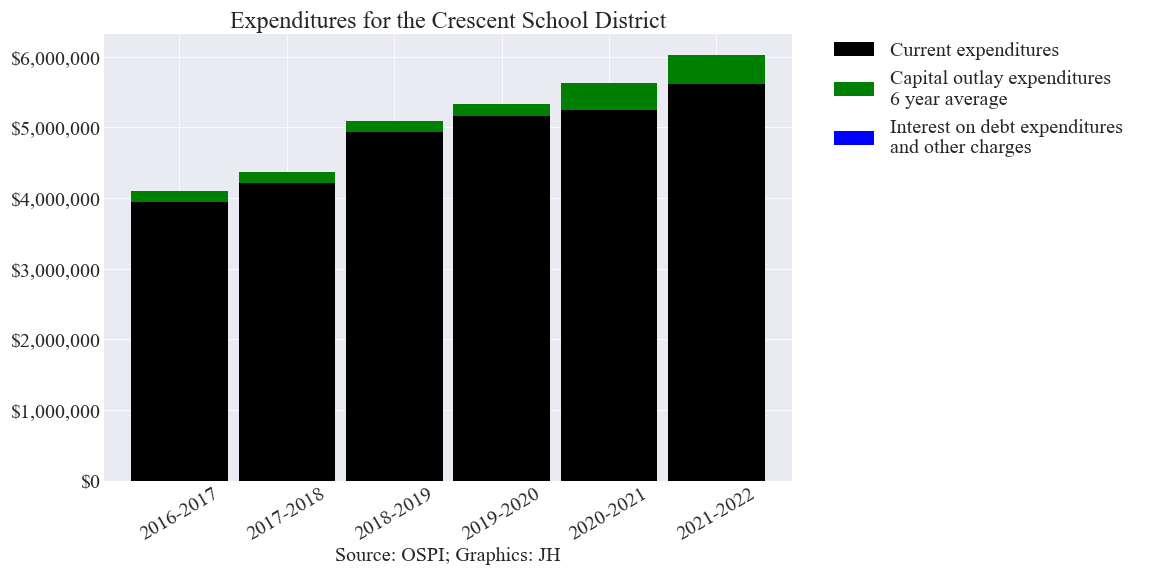 Expenditures for the Crescent School District
$6,000,000
$5,000,000
$4,000,000
$3,000,000
$2,000,000
$1,000,000
$0
2016-2017
2017-2018
2018-2019
2019-2020
2020-2021
2021-2022
Source: OSPI; Graphics: JH
Current expenditures
Capital outlay expenditures
6 year average
Interest on debt expenditures
and other charges